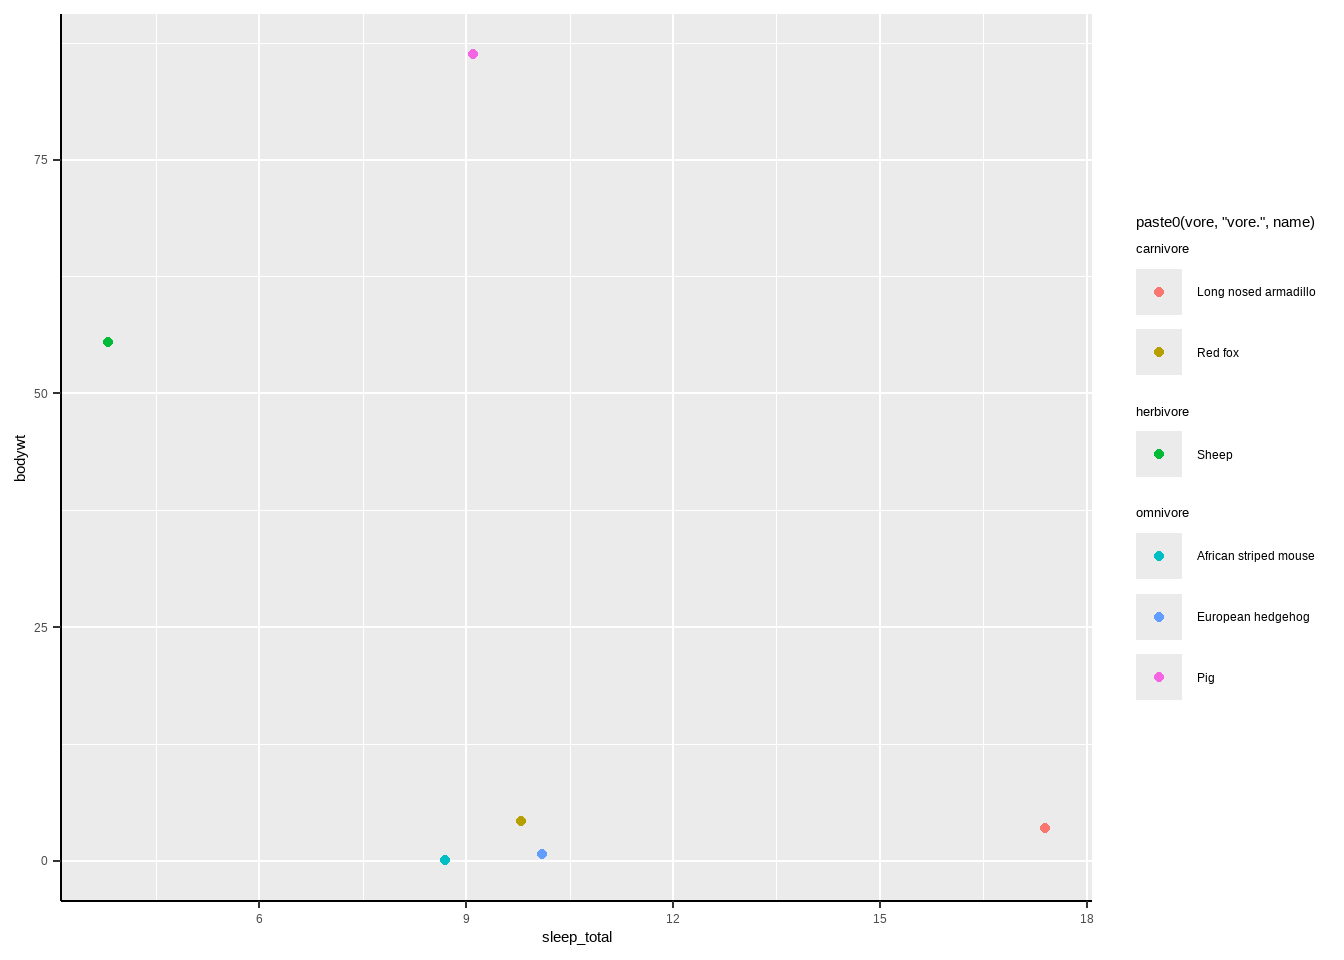 75
50
25
0
bodywt
6
9
12
15
18
sleep_total
paste0(vore, "vore.", name)
carnivore
Long nosed armadillo
Red fox
herbivore
Sheep
omnivore
African striped mouse
European hedgehog
Pig